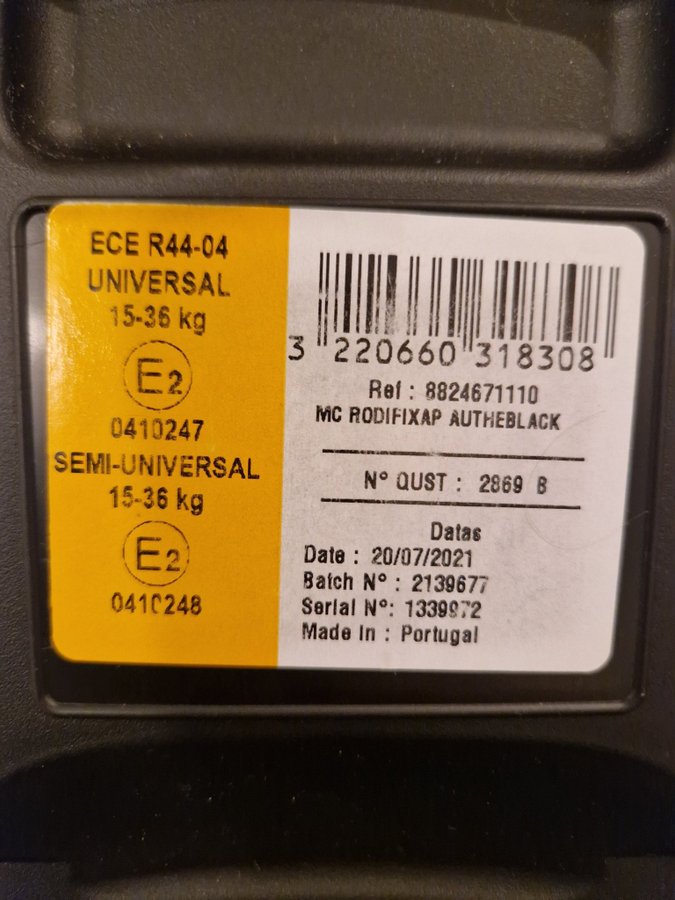 ECE R44-04
UNIVERSAL
15-36 kg
E2
0410247
SEMI-UNIVERSAL
15-36 kg
E2
0410248
3 220660 318308
Ref : 8824671110
MC RODIFIXAP AUTHEBLACK
N° QUST : 2869 B
Datas
Date : 20/07/2021
Batch N° : 2139677
Serial N°: 1339972
Made In : Portugal